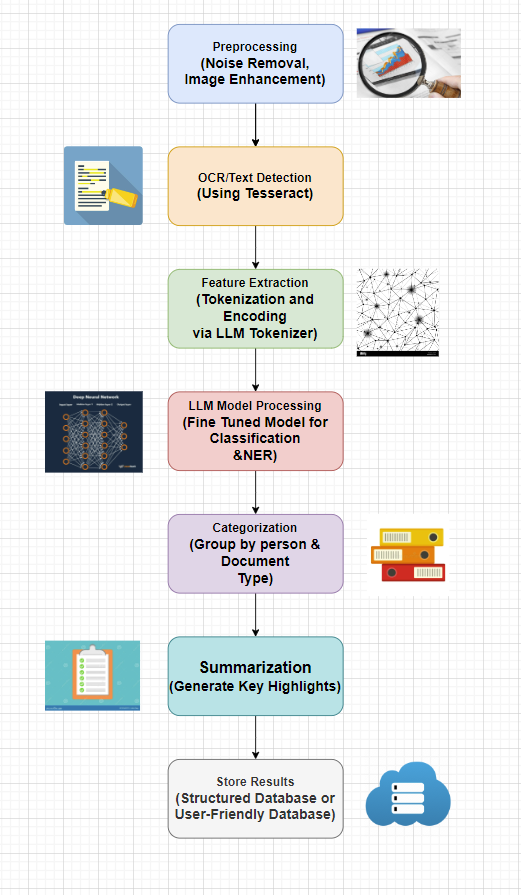 Preprocessing
(Noise Removal,
Image Enhancement)
OCR/Text Detection
(Using Tesseract)
Feature Extraction
(Tokenization and
Encoding
via LLM Tokenizer)
Deep Neural Network
LLM Model Processing
(Fine Tuned Model for
Classification
&NER)
Categorization
(Group by person &
Document
Type)
Summarization
(Generate Key Highlights)
Store Results
(Structured Database or
User-Friendly Database)